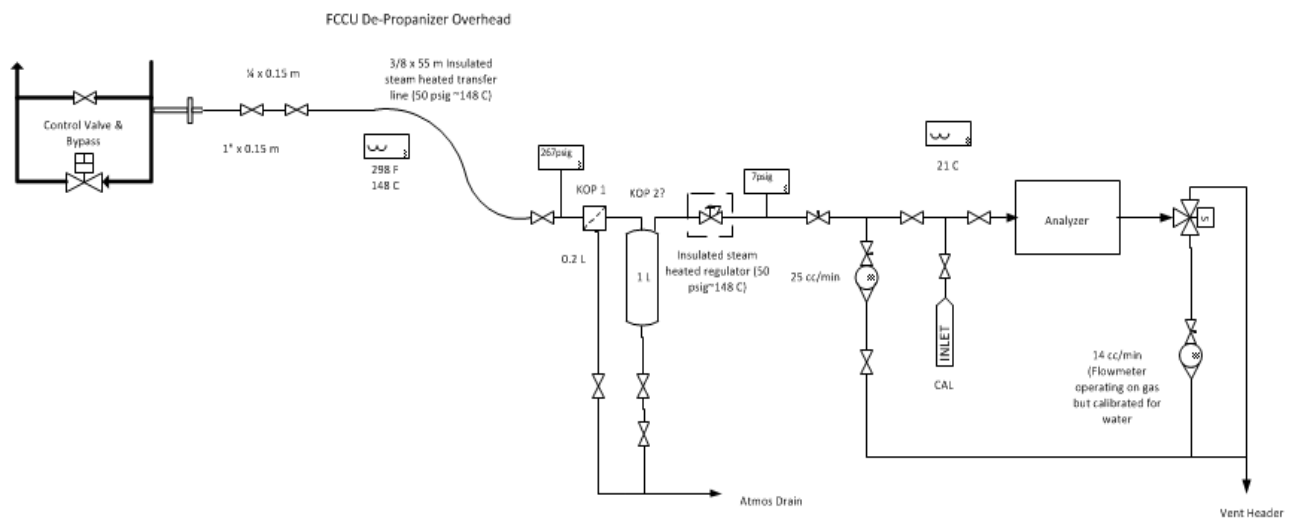 FCCU De-Propanizer Overhead
¼ x 0.15 m
3/8 x 55 m Insulated
steam heated transfer
line (50 psig ~148 C)
Control Valve &
Bypass
1" x 0.15 m
298 F
148 C
267psig
KOP 1
KOP 2?
7psig
21 C
Analyzer
S
0.2 L
1 L
Insulated steam
heated regulator (50
psig~148 C)
25 cc/min
INLET
CAL
14 cc/min
(Flowmeter
operating on gas
but calibrated for
water
Atmos Drain
Vent Header